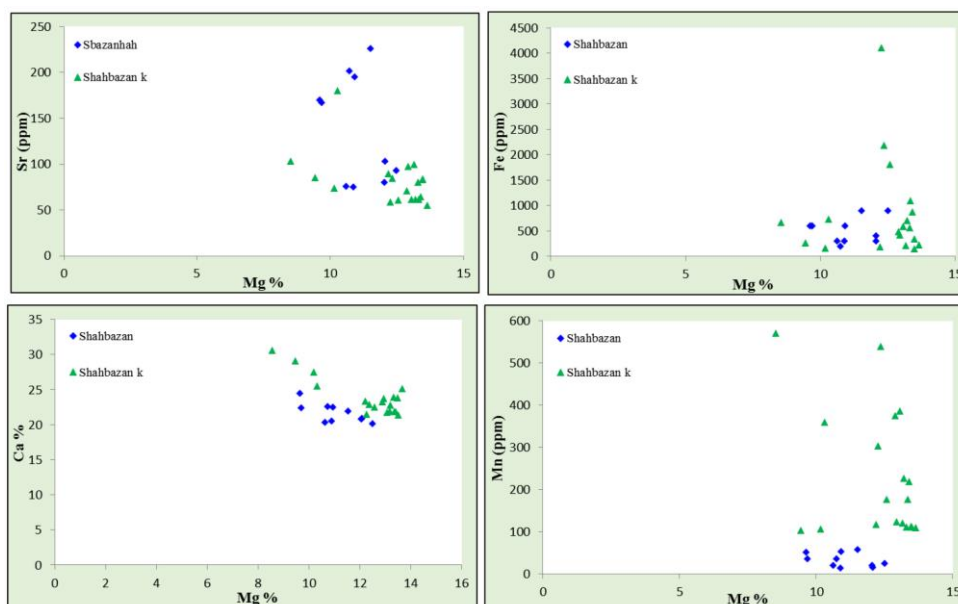 250
200
150
100
50
0
Sr (ppm)
Sbazanhah
Shahbazan k
0 5 10 15
Mg %
4500
4000
3500
3000
2500
2000
1500
1000
500
0
Fe (ppm)
Shahbazan
Shahbazan k
0 5 10 15
Mg %
35
30
25
20
15
10
5
0
Ca %
Shahbazan
Shahbazan k
0 2 4 6 8 10 12 14 16
Mg %
600
500
400
300
200
100
0
Mn (ppm)
Shahbazan
Shahbazan k
0 5 10 15
Mg %